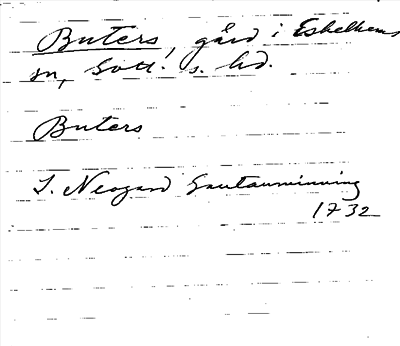 Buters, gård i Eskelhems
sn, Gotl. s. hd.
Buters
J. Neogard Gautauminning
1732